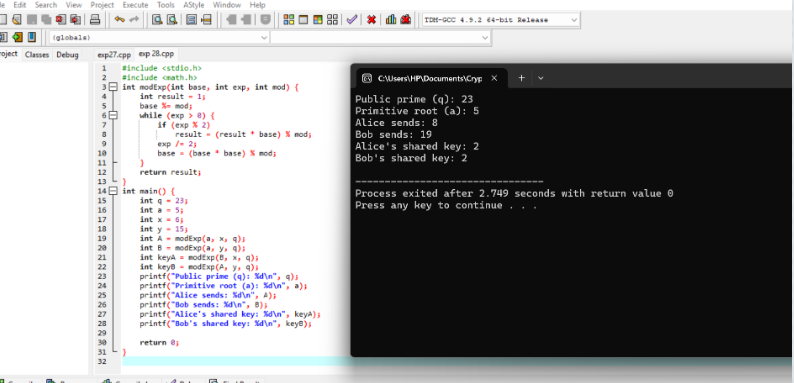 File Edit Search View Project Execute Tools AStyle Window Help
TDM-GCC 4.9.2 64-bit Release
(globals)
Project Classes Debug
exp27.cpp exp 28.cpp
1 #include <stdio.h>
2 #include <math.h>
3 int modExp(int base, int exp, int mod) {
4 int result = 1;
5 base %= mod;
6 while (exp > 0) {
7 if (exp % 2)
8 result = (result * base) % mod;
9 exp /= 2;
10 base = (base * base) % mod;
11 }
12 return result;
13 }
14 int main() {
15 int q = 23;
16 int a = 5;
17 int x = 6;
18 int y = 15;
19 int A = modExp(a, x, q);
20 int B = modExp(a, y, q);
21 int keyA = modExp(B, x, q);
22 int keyB = modExp(A, y, q);
23 printf("Public prime (q): %d\n", q);
24 printf("Primitive root (a): %d\n", a);
25 printf("Alice sends: %d\n", A);
26 printf("Bob sends: %d\n", B);
27 printf("Alice's shared key: %d\n", keyA);
28 printf("Bob's shared key: %d\n", keyB);
29
30 return 0;
31 }
32
C:\Users\HP\Documents\Cryp
Public prime (q): 23
Primitive root (a): 5
Alice sends: 8
Bob sends: 19
Alice's shared key: 2
Bob's shared key: 2
--------------------------------
Process exited after 2.749 seconds with return value 0
Press any key to continue . . .